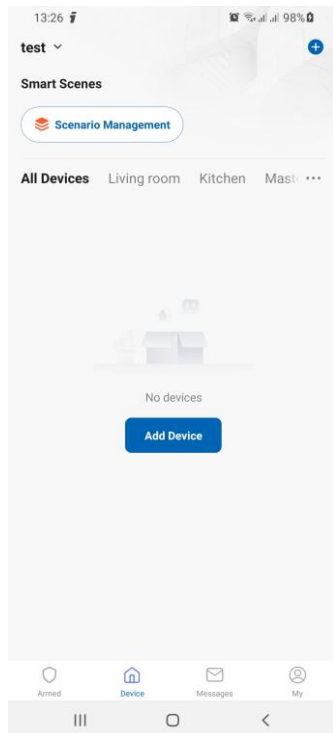 13:26 98%
test
Smart Scenes
Scenario Management
All Devices Living room Kitchen Mast
No devices
Add Device
Armed Device Messages My